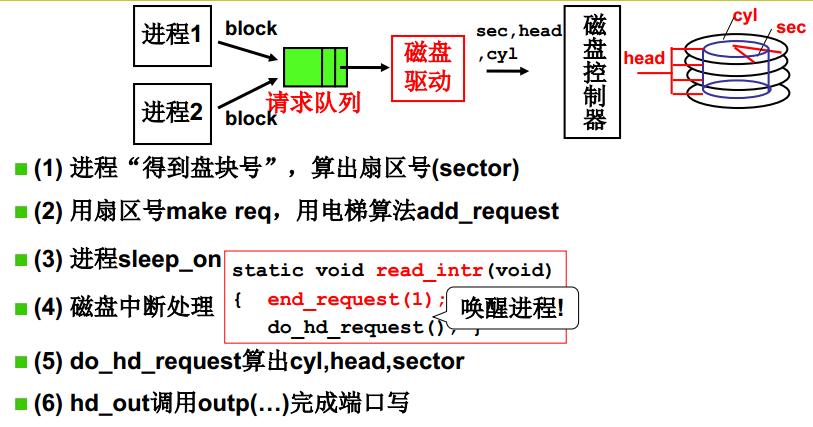 进程1
block
进程2
block
请求队列
磁盘
驱动
sec,head
,cyl
磁盘控制器
head
cyl
sec
(1) 进程“得到盘块号”，算出扇区号(sector)
(2) 用扇区号make req，用电梯算法add_request
(3) 进程sleep_on
(4) 磁盘中断处理
static void read_intr(void)
{ end_request(1);
do_hd_request(); }
唤醒进程!
(5) do_hd_request算出cyl,head,sector
(6) hd_out调用outp(…)完成端口写